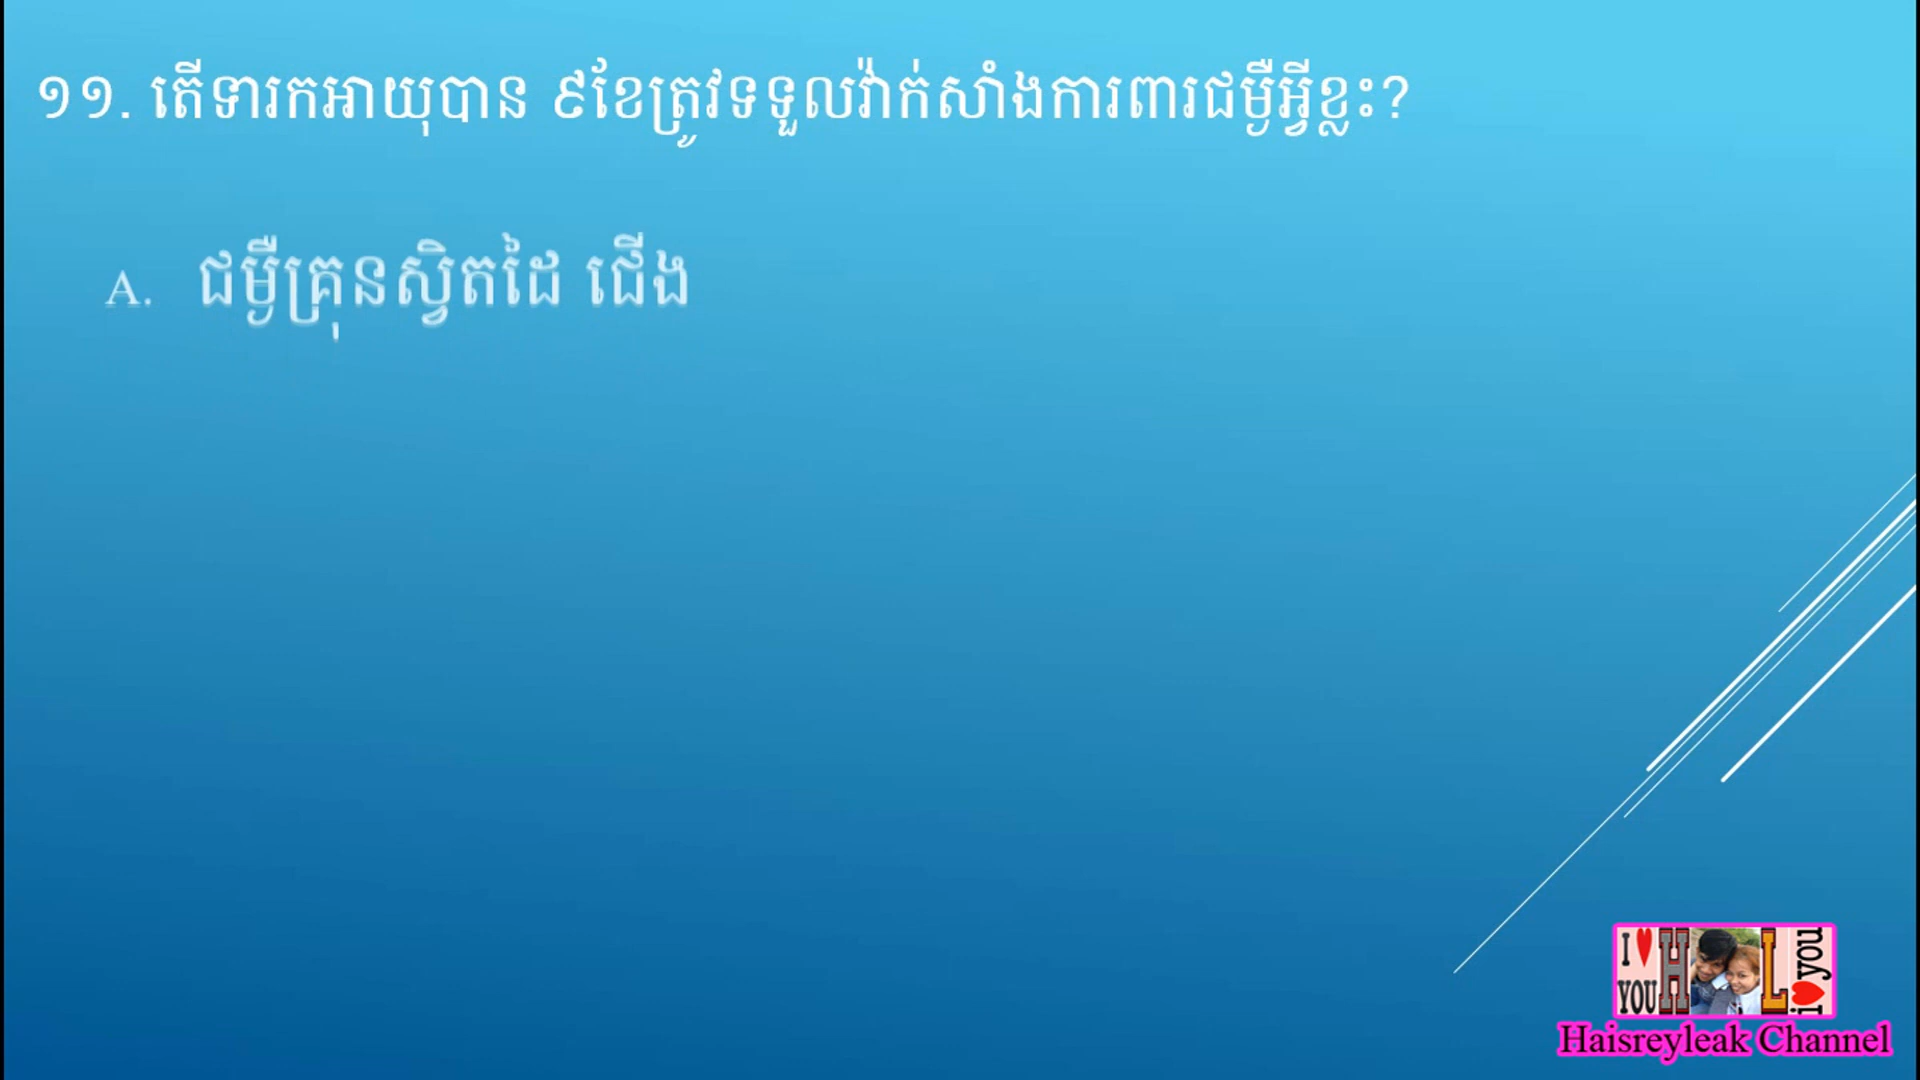 ១១. តើទារកអាយុបាន ៩ខែត្រូវទទួលវ៉ាក់សាំងការពារជម្ងឺអ្វីខ្លះ?
A. ជម្ងឺគ្រុនស្វិតដៃ ជើង
I ♥ YOU H L i ♥ you
Haisreyleak Channel